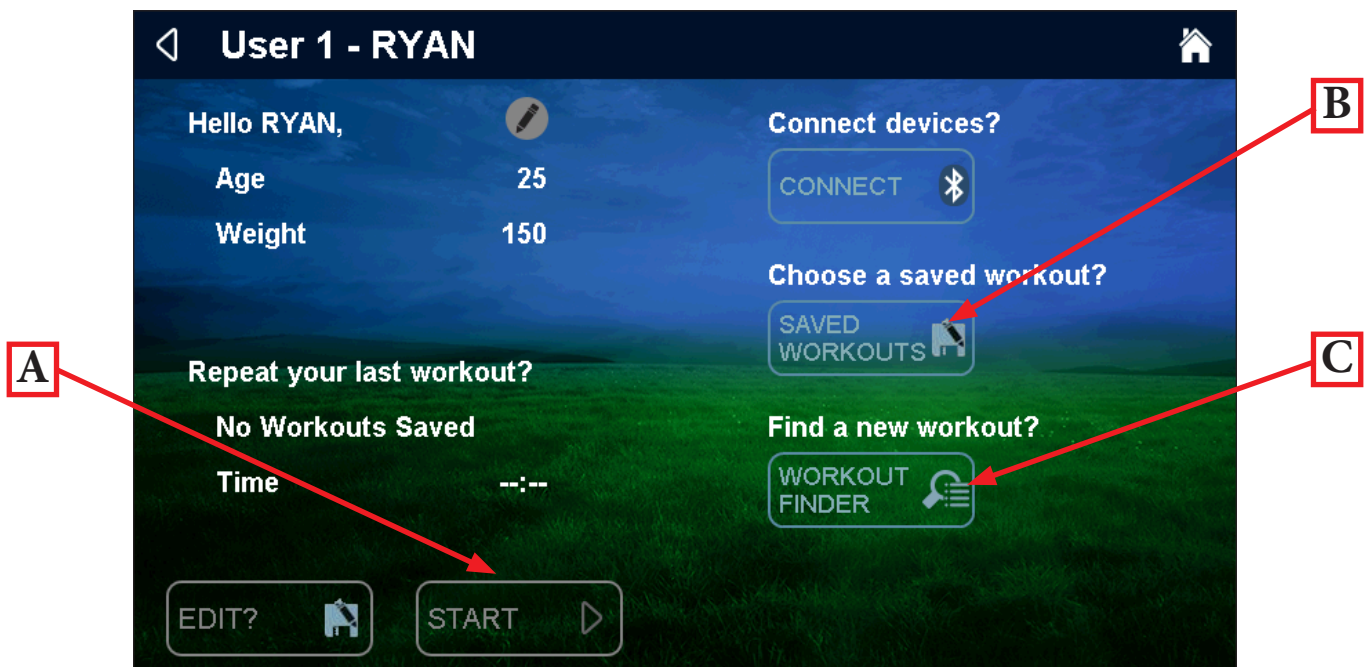 User 1 - RYAN
Hello RYAN,
Age 25
Weight 150
Repeat your last workout?
No Workouts Saved
Time --:--
EDIT?
START
Connect devices?
CONNECT
Choose a saved workout?
SAVED
WORKOUTS
Find a new workout?
WORKOUT
FINDER
A
B
C